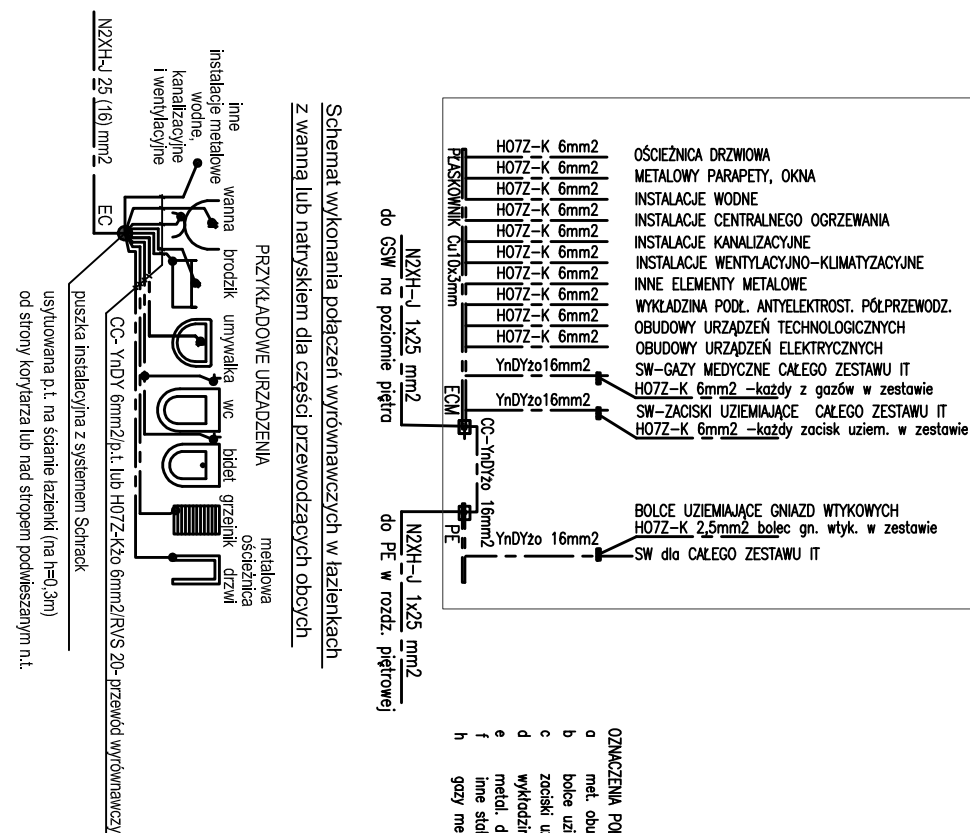 H07Z-K 6mm2 OŚCIEŻNICA DRZWIOWA
H07Z-K 6mm2 METALOWY PARAPETY, OKNA
H07Z-K 6mm2 INSTALACJE WODNE
H07Z-K 6mm2 INSTALACJE CENTRALNEGO OGRZEWANIA
H07Z-K 6mm2 INSTALACJE KANALIZACYJNE
H07Z-K 6mm2 INSTALACJE WENTYLACYJNO-KLIMATYZACYJNE
H07Z-K 6mm2 INNE ELEMENTY METALOWE
H07Z-K 6mm2 WYKŁADZINA PODŁ. ANTYELEKTROST. PÓŁPRZEWODZ.
H07Z-K 6mm2 OBUDOWY URZĄDZEŃ TECHNOLOGICZNYCH
H07Z-K 6mm2 OBUDOWY URZĄDZEŃ ELEKTRYCZNYCH
YnDYżo16mm2 SW-GAZY MEDYCZNE CAŁEGO ZESTAWU IT
H07Z-K 6mm2 -każdy z gazów w zestawie
YnDYżo16mm2 SW-ZACISKI UZIEMIAJĄCE CAŁEGO ZESTAWU IT
H07Z-K 6mm2 -każdy zacisk uziem. w zestawie
BOLCE UZIEMIAJĄCE GNIAZD WTYKOWYCH
H07Z-K 2,5mm2 bolec gn. wtyk. w zestawie
YnDYżo 16mm2
SW dla CAŁEGO ZESTAWU IT
PŁASKOWNIK Cu10x3mm
ECM
CC-YnDYżo 16mm2
PE
N2XH-J 1x25 mm2
do GSW na poziomie piętra
N2XH-J 1x25 mm2
do PE w rozdz. piętrowej
Schemat wykonania połączeń wyrównawczych w łazienkach
z wanną lub natryskiem dla części przewodzących obcych
PRZYKŁADOWE URZADZENIA
inne
instalacje metalowe
wodne,
kanalizacyjne
i wentylacyjne
wanna
brodzik
umywalka
wc
bidet
grzejnik
metalowa
ościeżnica
drzwi
N2XH-J 25 (16) mm2
EC
CC- YnDY 6mm2/p.t. lub H07Z-Kżo 6mm2/RVS 20- przewód wyrównawczy
puszka instalacyjna z systemem Schrack
usytuowana p.t. na ścianie łazienki (na h=0,3m)
od strony korytarza lub nad stropem podwieszanym n.t.
OZNACZENIA
a met. obu
b bolce uzi
c zaciski u
d wykładzi
e metal. d
f inne stal
h gazy me